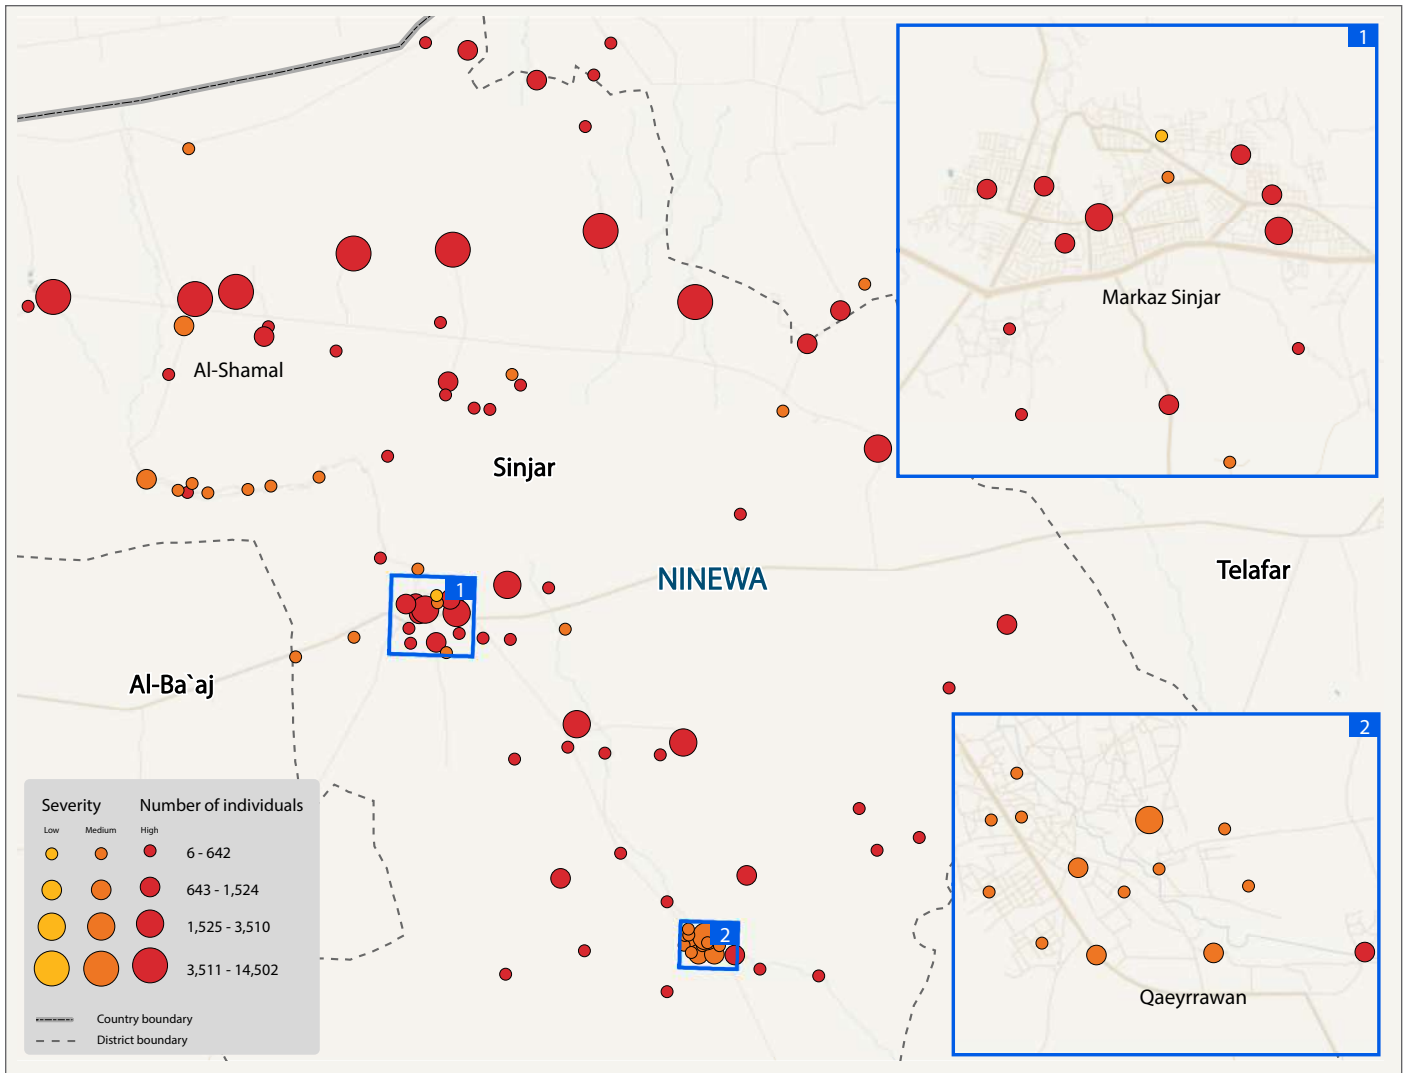 1
Markaz Sinjar
Al-Shamal
Sinjar
NINEWA
Telafar
1
Al-Ba`aj
2
Qaeyrrawan
2
Severity
Number of individuals
Low
Medium
High
6 - 642
643 - 1,524
1,525 - 3,510
3,511 - 14,502
Country boundary
District boundary